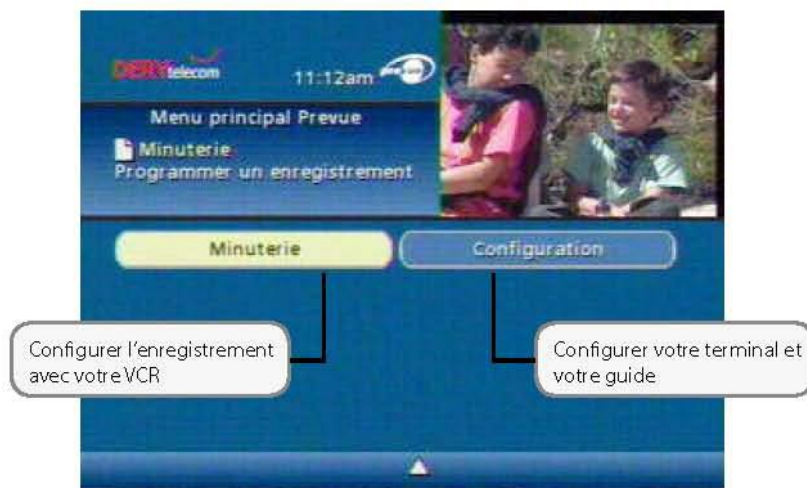 DERYtelecom
11:12am
Prevue
Menu principal Prevue
Minuterie
Programmer un enregistrement
Minuterie
Configuration
Configurer l'enregistrement
avec votre VCR
Configurer votre terminal et
votre guide